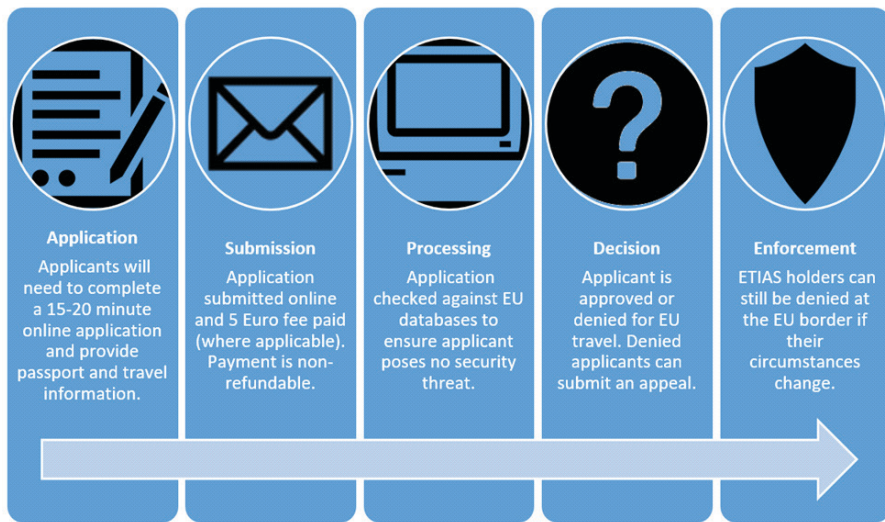 Application
Applicants will
need to complete
a 15-20 minute
online application
and provide
passport and travel
information.
Submission
Application
submitted online
and 5 Euro fee paid
(where applicable).
Payment is non-
refundable.
Processing
Application
checked against EU
databases to
ensure applicant
poses no security
threat.
Decision
Applicant is
approved or
denied for EU
travel. Denied
applicants can
submit an appeal.
Enforcement
ETIAS holders can
still be denied at
the EU border if
their
circumstances
change.